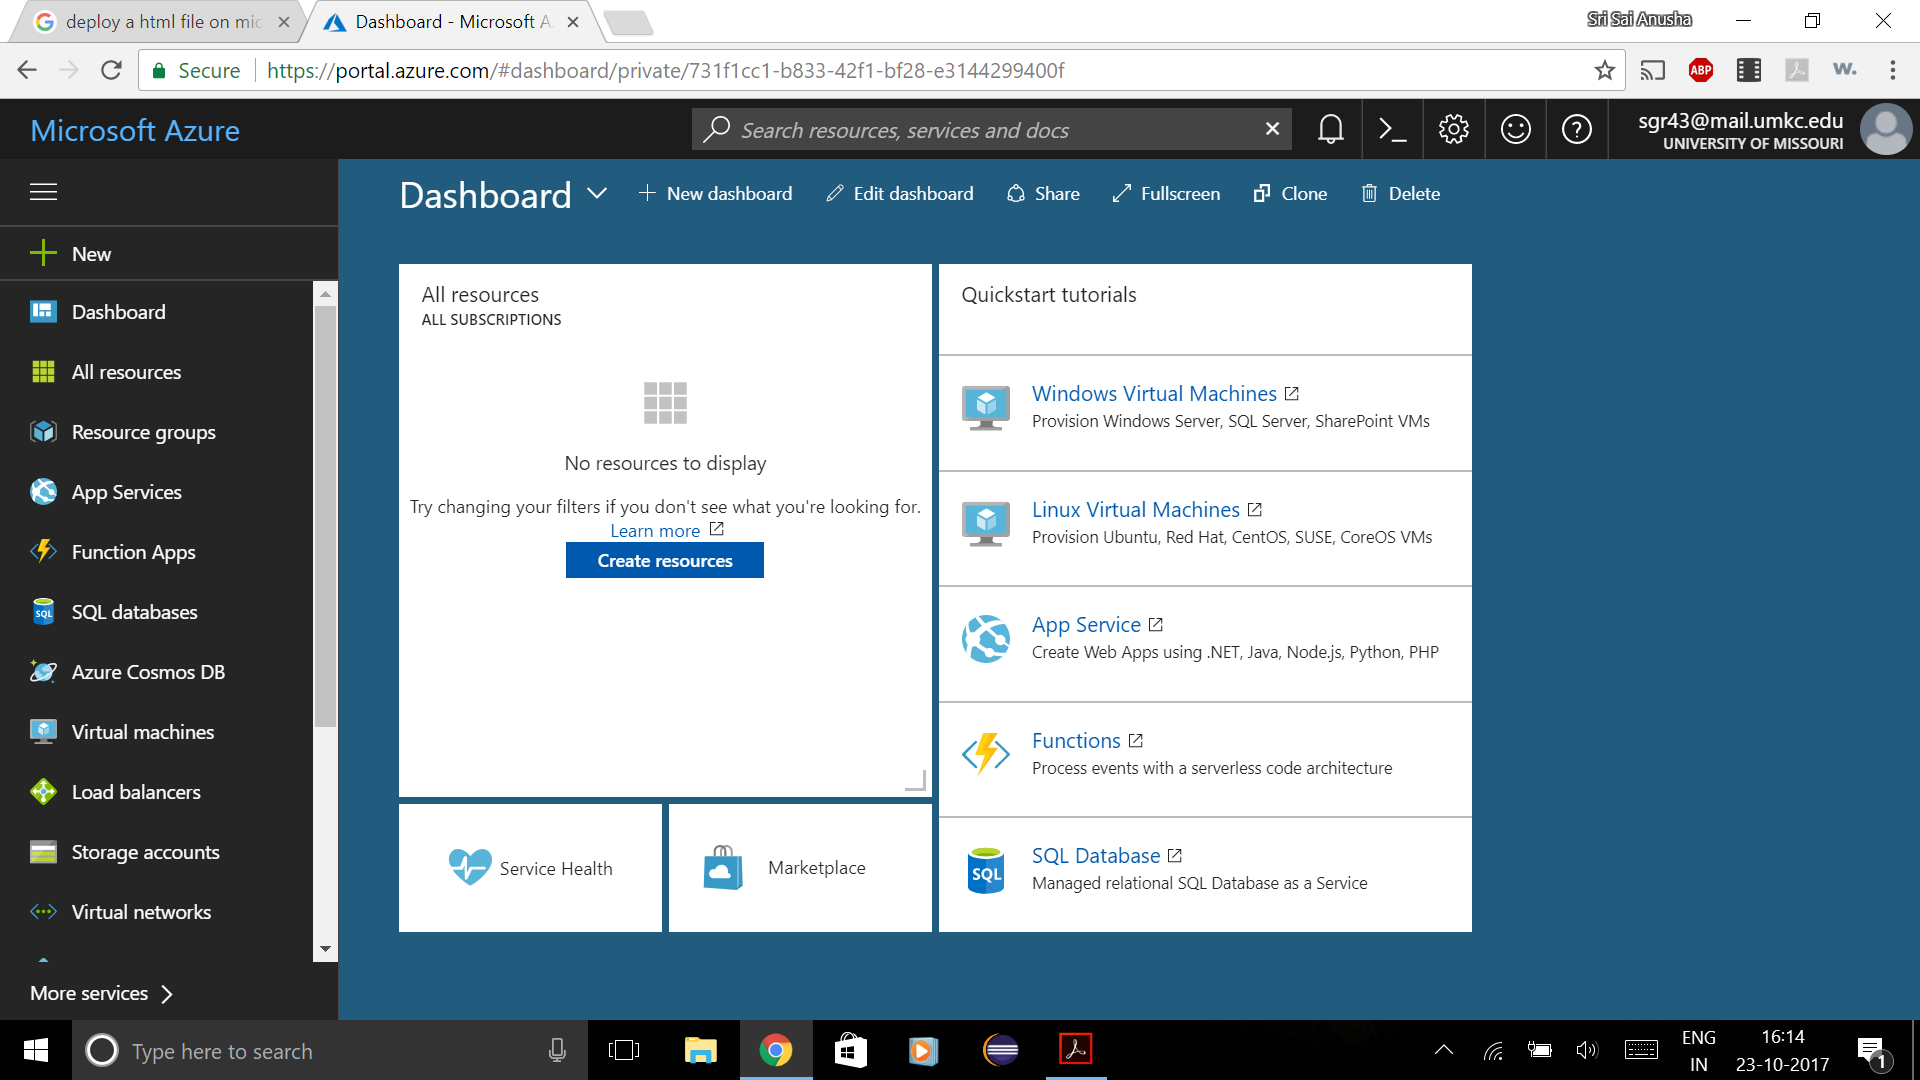 deploy a html file on mic
Dashboard - Microsoft A
Sri Sai Anusha
Secure
https://portal.azure.com/#dashboard/private/731f1cc1-b833-42f1-bf28-e3144299400f
ABP
w.
Microsoft Azure
Search resources, services and docs
sgr43@mail.umkc.edu
UNIVERSITY OF MISSOURI
Dashboard
New dashboard
Edit dashboard
Share
Fullscreen
Clone
Delete
New
Dashboard
All resources
Resource groups
App Services
Function Apps
SQL
SQL databases
Azure Cosmos DB
Virtual machines
Load balancers
Storage accounts
Virtual networks
More services
All resources
ALL SUBSCRIPTIONS
No resources to display
Try changing your filters if you don't see what you're looking for.
Learn more
Create resources
Service Health
Marketplace
Quickstart tutorials
Windows Virtual Machines
Provision Windows Server, SQL Server, SharePoint VMs
Linux Virtual Machines
Provision Ubuntu, Red Hat, CentOS, SUSE, CoreOS VMs
App Service
Create Web Apps using .NET, Java, Node.js, Python, PHP
Functions
Process events with a serverless code architecture
SQL
SQL Database
Managed relational SQL Database as a Service
Type here to search
ENG
IN
16:14
23-10-2017
1